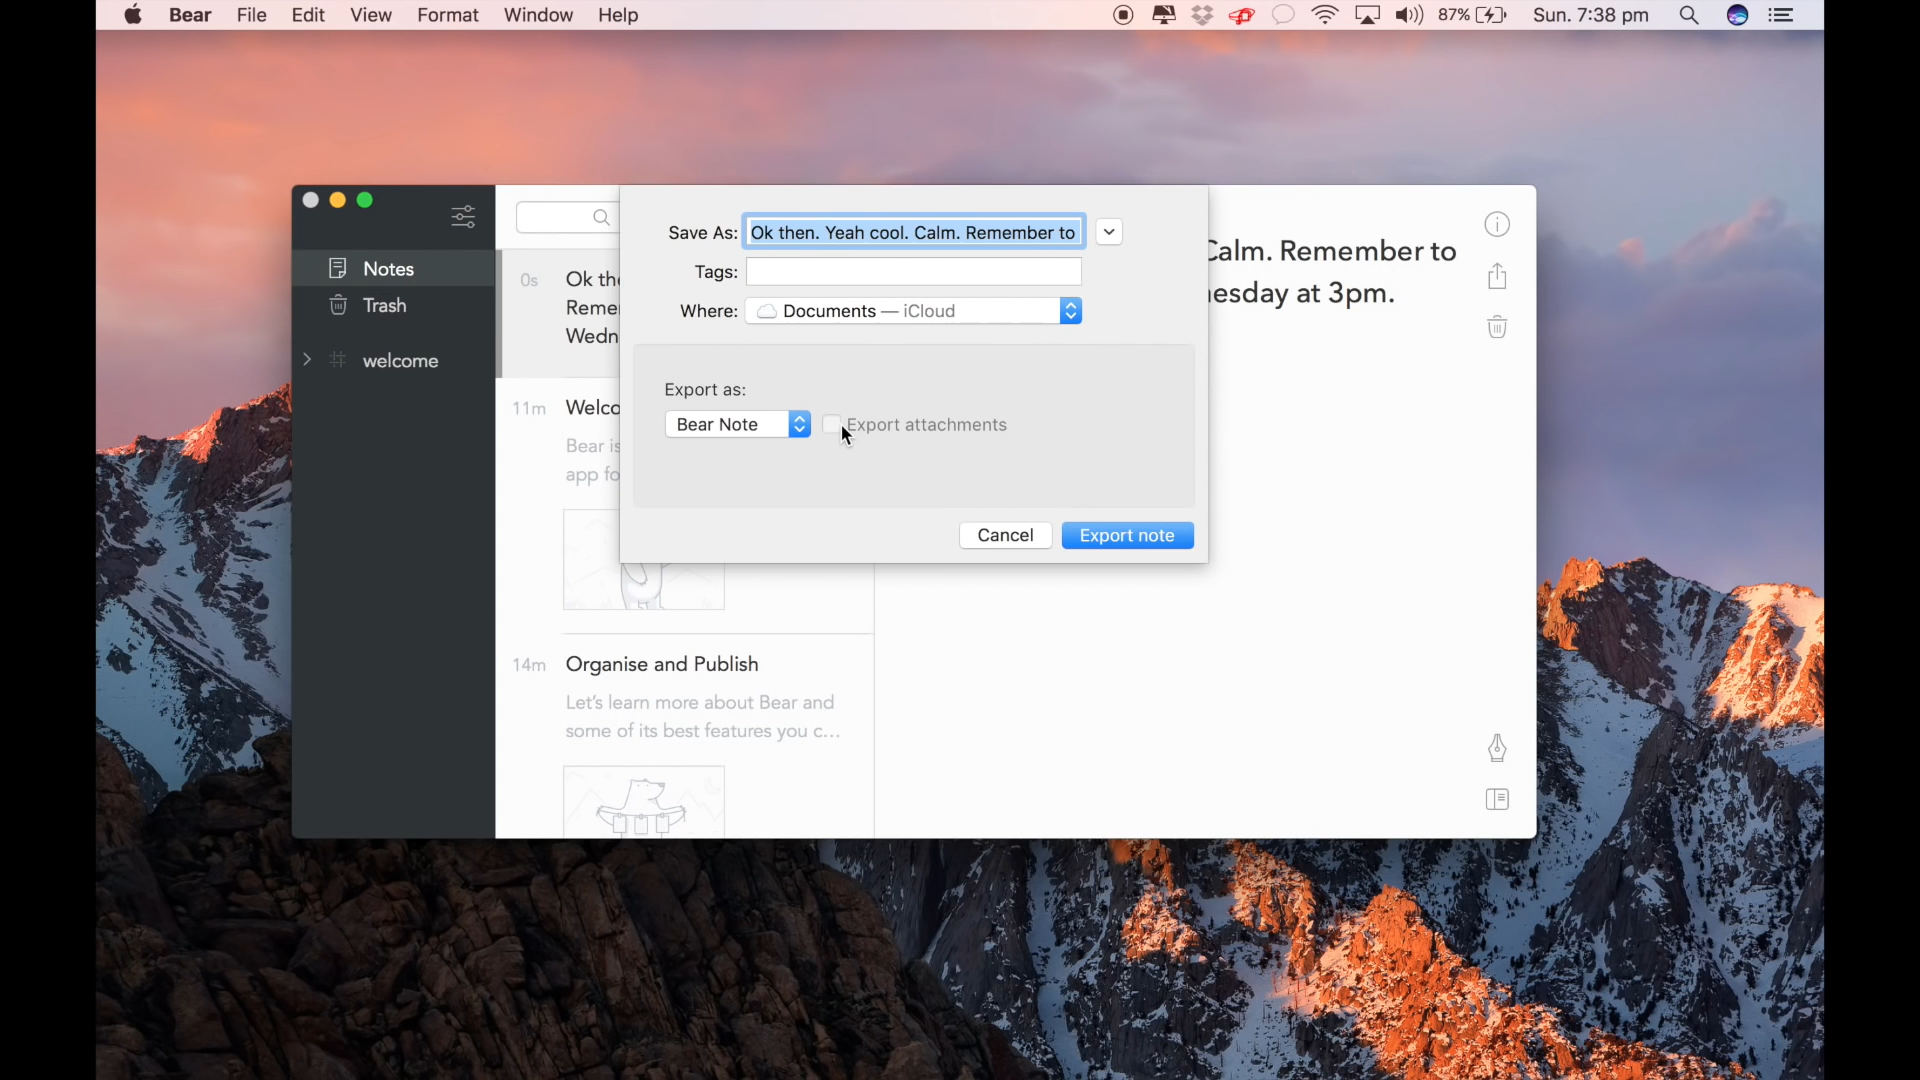 Bear File Edit View Format Window Help 87% Sun. 7:38 pm
Save As: Ok then. Yeah cool. Calm. Remember to
Tags:
Where: Documents — iCloud
Export as:
Bear Note Export attachments
Cancel Export note
Notes
Trash
welcome
0s Ok the
Reme
Wedn
11m Welco
Bear is
app fo
14m Organise and Publish
Let's learn more about Bear and
some of its best features you c...
Calm. Remember to
esday at 3pm.